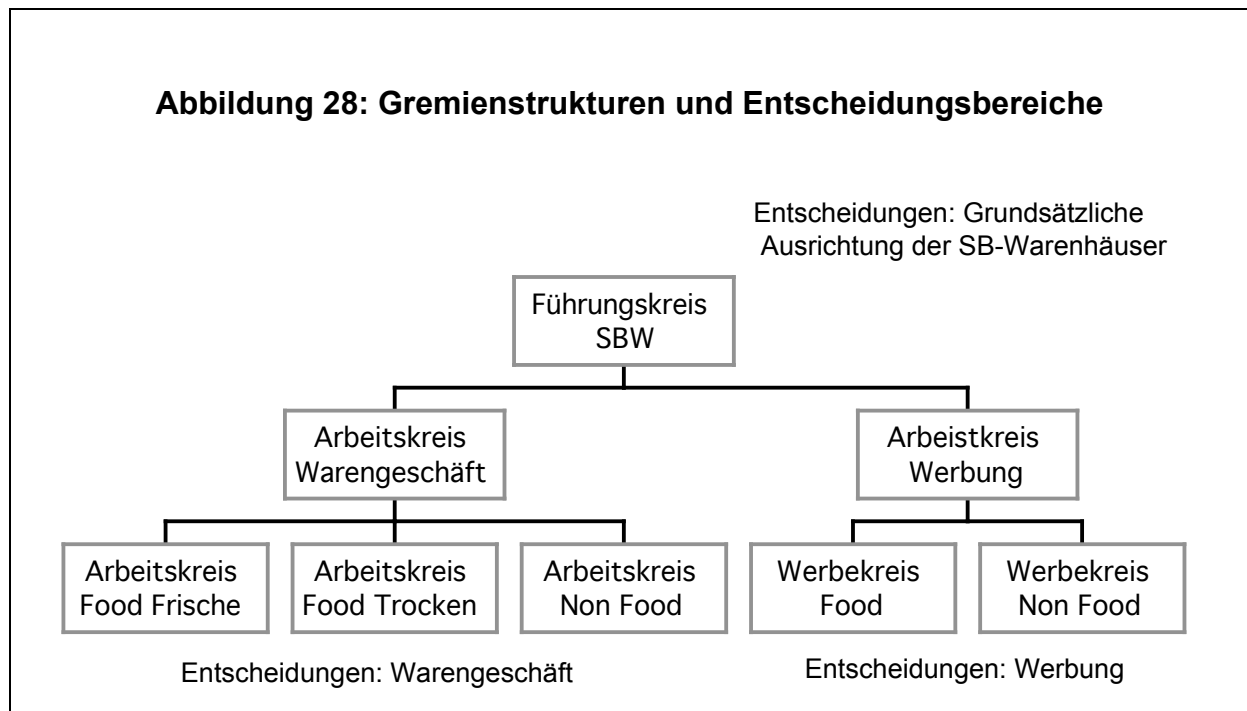 Abbildung 28: Gremienstrukturen und Entscheidungsbereiche
Entscheidungen: Grundsätzliche
Ausrichtung der SB-Warenhäuser
Führungskreis
SBW
Arbeitskreis
Warengeschäft
Arbeistkreis
Werbung
Arbeitskreis
Food Frische
Arbeitskreis
Food Trocken
Arbeitskreis
Non Food
Werbekreis
Food
Werbekreis
Non Food
Entscheidungen: Warengeschäft
Entscheidungen: Werbung